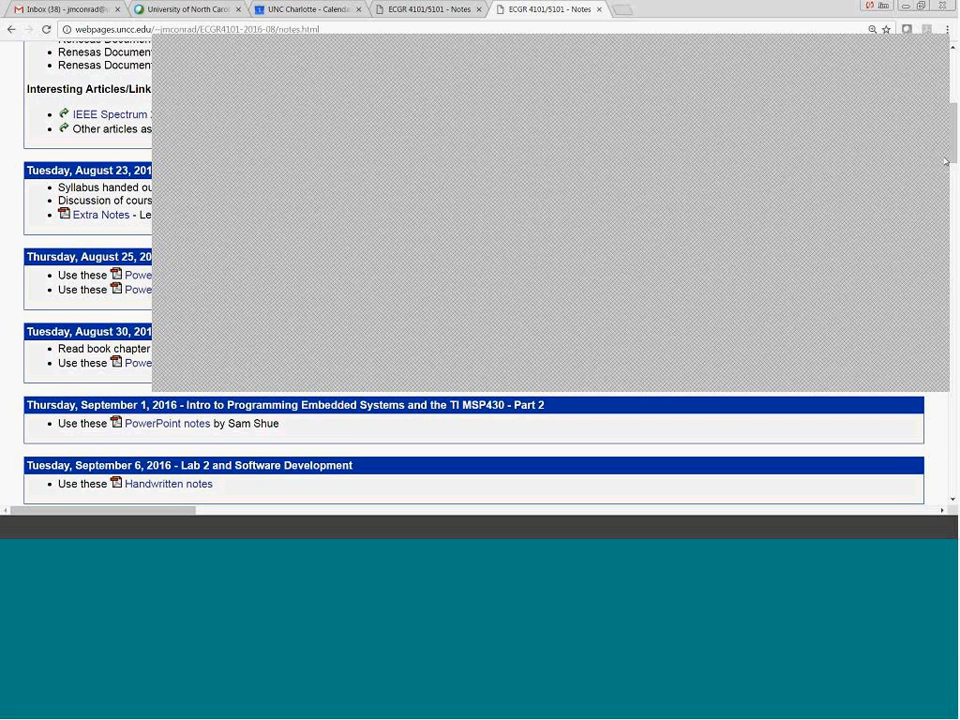 Inbox (38) - jmconrad@
University of North Carol
UNC Charlotte - Calenda
ECGR 4101/5101 - Notes
ECGR 4101/5101 - Notes
webpages.uncc.edu/~jmconrad/ECGR4101-2016-08/notes.html
Renesas Document
Renesas Document
Renesas Document
Interesting Articles/Link
IEEE Spectrum
Other articles as
Tuesday, August 23, 201
Syllabus handed ou
Discussion of cours
Extra Notes - Le
Thursday, August 25, 20
Use these Powe
Use these Powe
Tuesday, August 30, 201
Read book chapter
Use these Powe
Thursday, September 1, 2016 - Intro to Programming Embedded Systems and the TI MSP430 - Part 2
Use these PowerPoint notes by Sam Shue
Tuesday, September 6, 2016 - Lab 2 and Software Development
Use these Handwritten notes